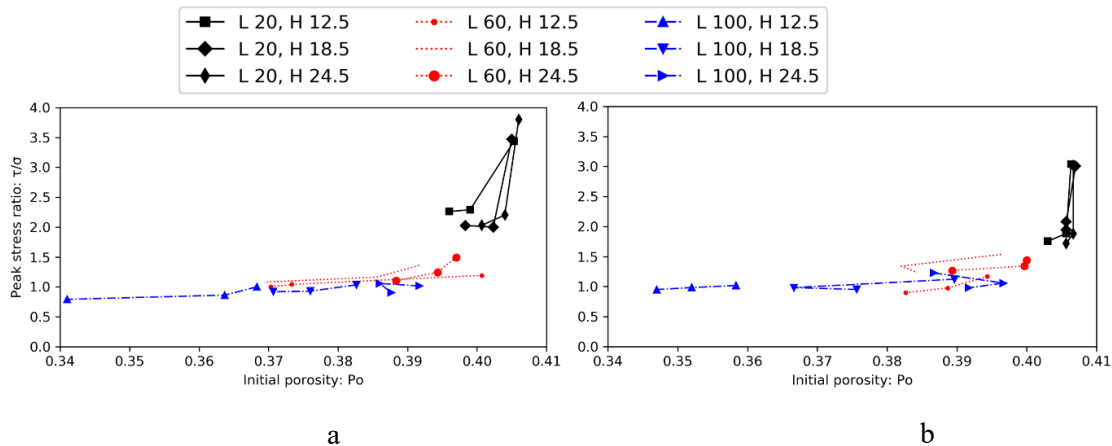 L 20, H 12.5 L 60, H 12.5 L 100, H 12.5
L 20, H 18.5 L 60, H 18.5 L 100, H 18.5
L 20, H 24.5 L 60, H 24.5 L 100, H 24.5
Peak stress ratio: τ/σ
4.0
3.5
3.0
2.5
2.0
1.5
1.0
0.5
0.0
0.34 0.35 0.36 0.37 0.38 0.39 0.40 0.41
Initial porosity: Po
4.0
3.5
3.0
2.5
2.0
1.5
1.0
0.5
0.0
0.34 0.35 0.36 0.37 0.38 0.39 0.40 0.41
Initial porosity: Po
a b